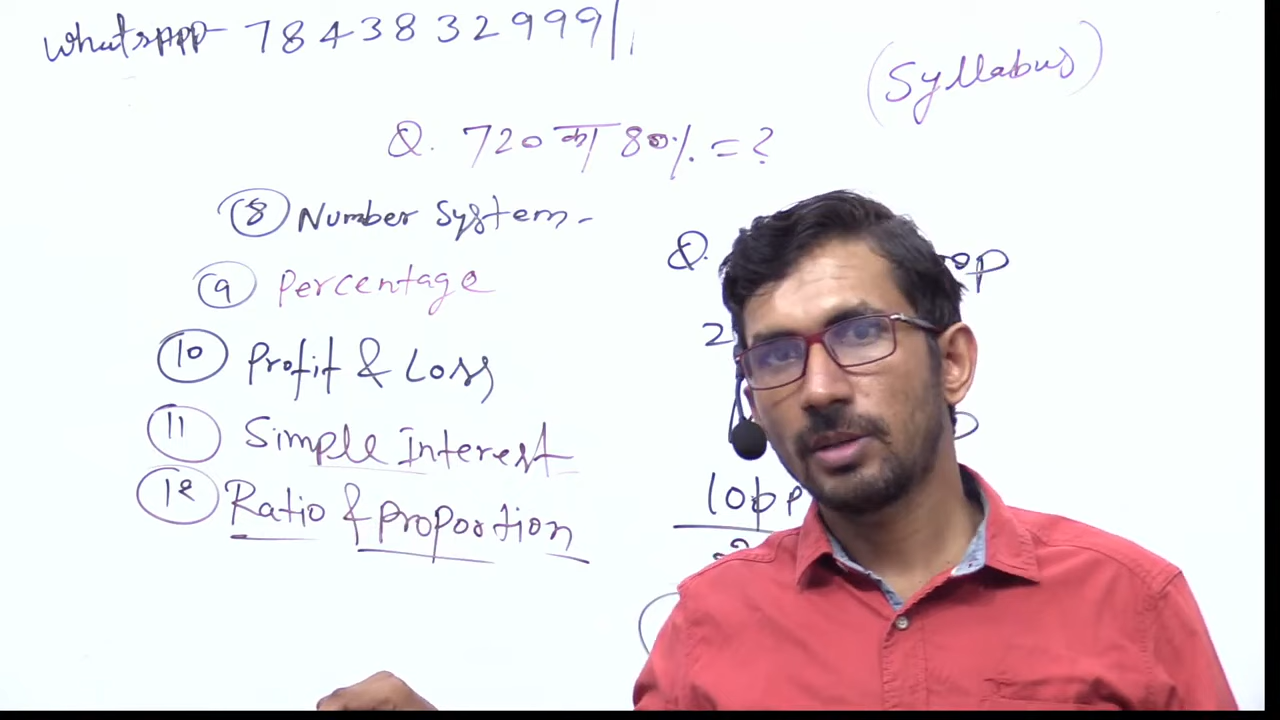 Whatsapp - 7843832999
(Syllabus)
Q. 720 का 80% = ?
8 Number System -
9 Percentage
10 Profit & Loss
11 Simple Interest
12 Ratio & Proportion
Q.
2